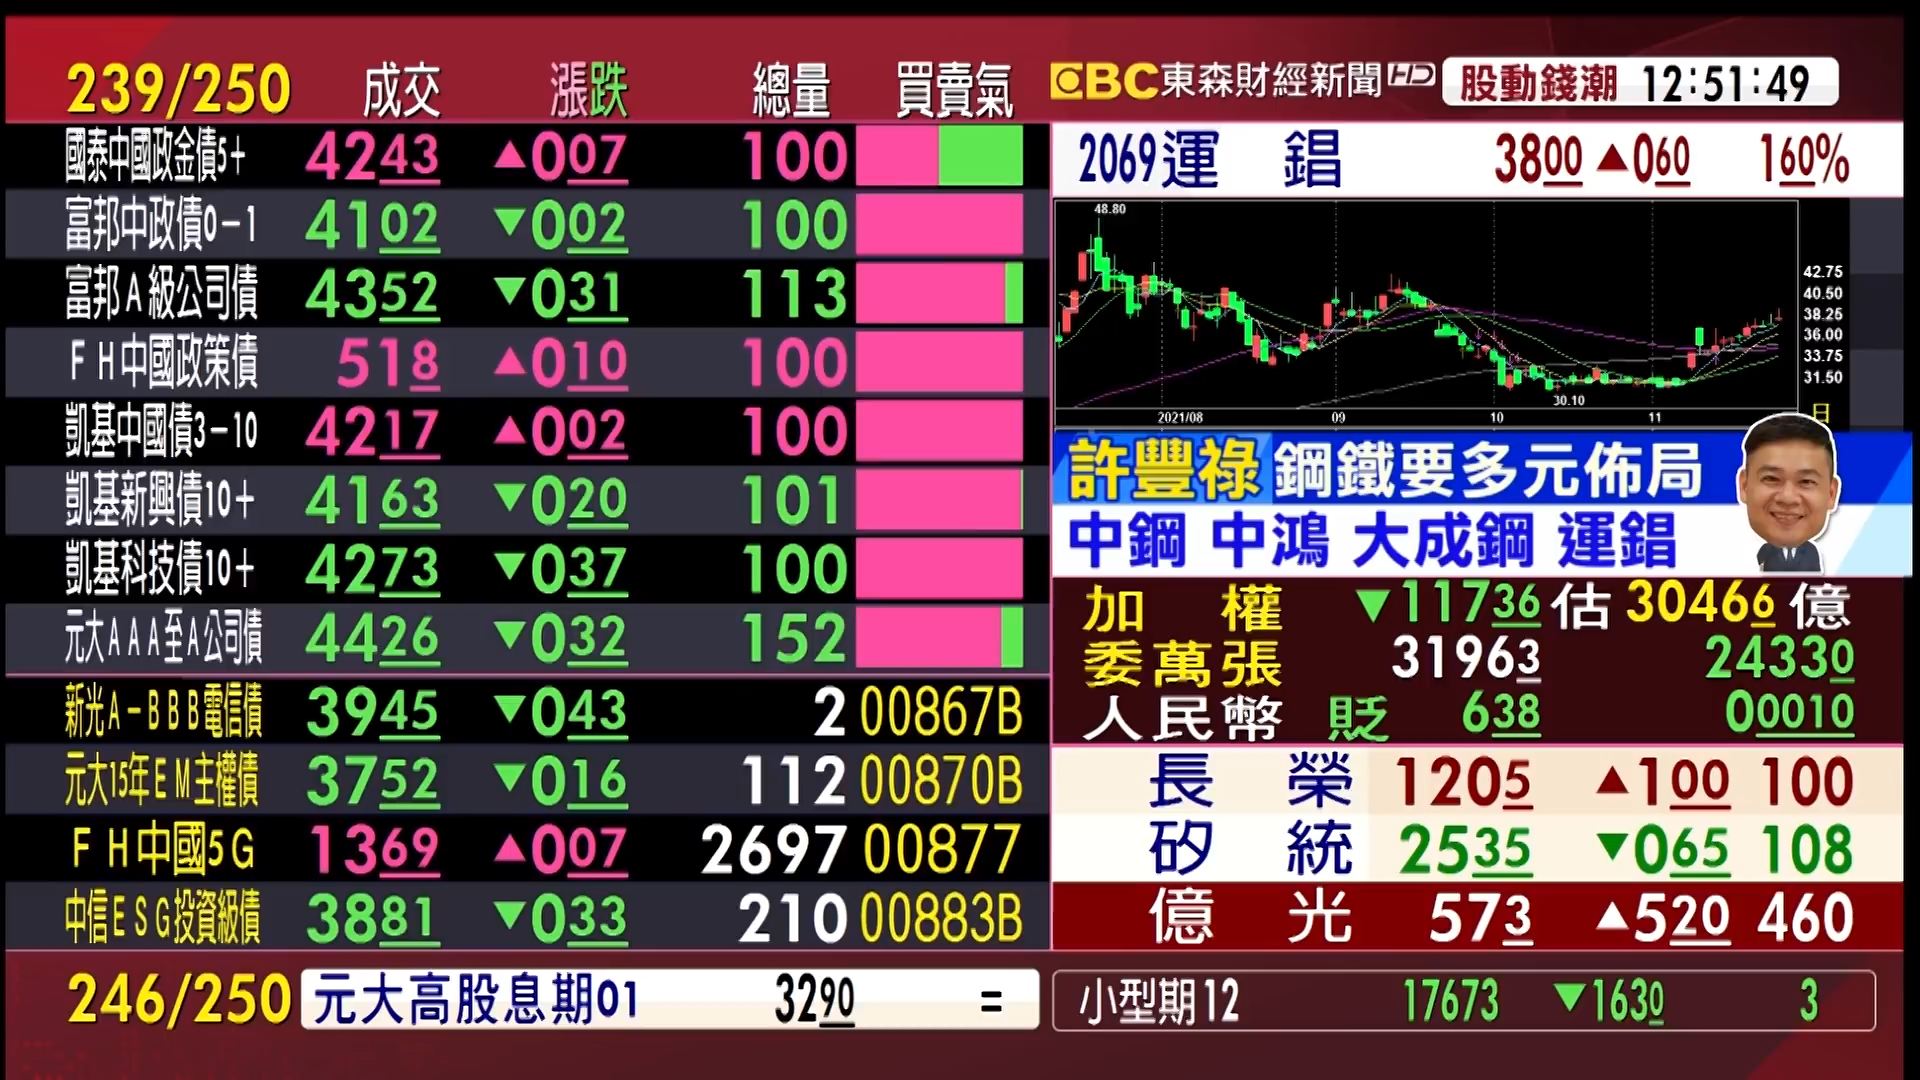 239/250 成交 漲跌 總量 買賣氣
國泰中國政金債5+ 4243 ▲007 100
富邦中政債0-1 4102 ▼002 100
富邦A級公司債 4352 ▼031 113
FH中國政策債 518 ▲010 100
凱基中國債3-10 4217 ▲002 100
凱基新興債10+ 4163 ▼020 101
凱基科技債10+ 4273 ▼037 100
元大AAA至A公司債 4426 ▼032 152
新光A-BBB電信債 3945 ▼043 2 00867B
元大15年EM主權債 3752 ▼016 112 00870B
FH中國5G 1369 ▲007 2697 00877
中信ESG投資級債 3881 ▼033 210 00883B
246/250 元大高股息期01 3290 =
EBC東森財經新聞HD 股動錢潮 12:51:49
2069運錩 3800 ▲060 160%
48.80
42.75
40.50
38.25
36.00
33.75
31.50
30.10
2021/08 09 10 11 日
許豐祿 鋼鐵要多元佈局
中鋼 中鴻 大成鋼 運錩
加權 ▼11736 估 30466 億
委萬張 31963 24330
人民幣 貶 638 00010
長榮 1205 ▲100 100
矽統 2535 ▼065 108
億光 573 ▲520 460
小型期12 17673 ▼1630 3